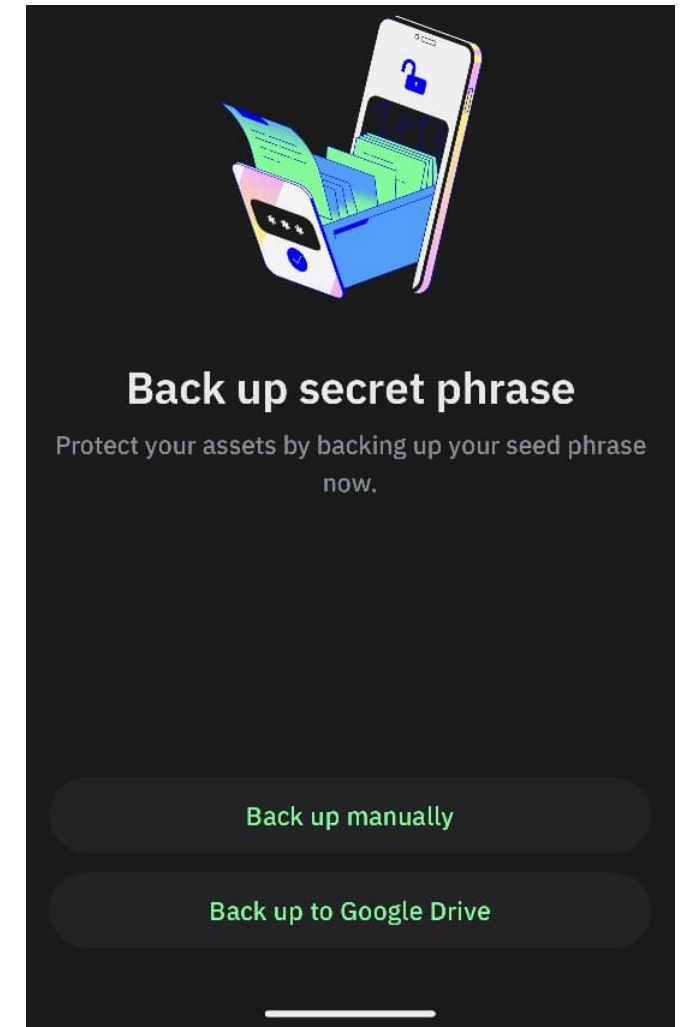 * * *
Back up secret phrase
Protect your assets by backing up your seed phrase
now.
Back up manually
Back up to Google Drive